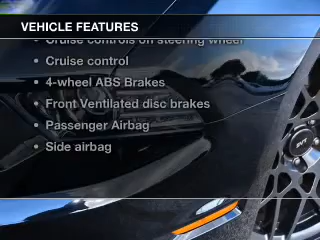 VEHICLE FEATURES
• Cruise controls on steering wheel
• Cruise control
• 4-wheel ABS Brakes
• Front Ventilated disc brakes
• Passenger Airbag
• Side airbag
SVT